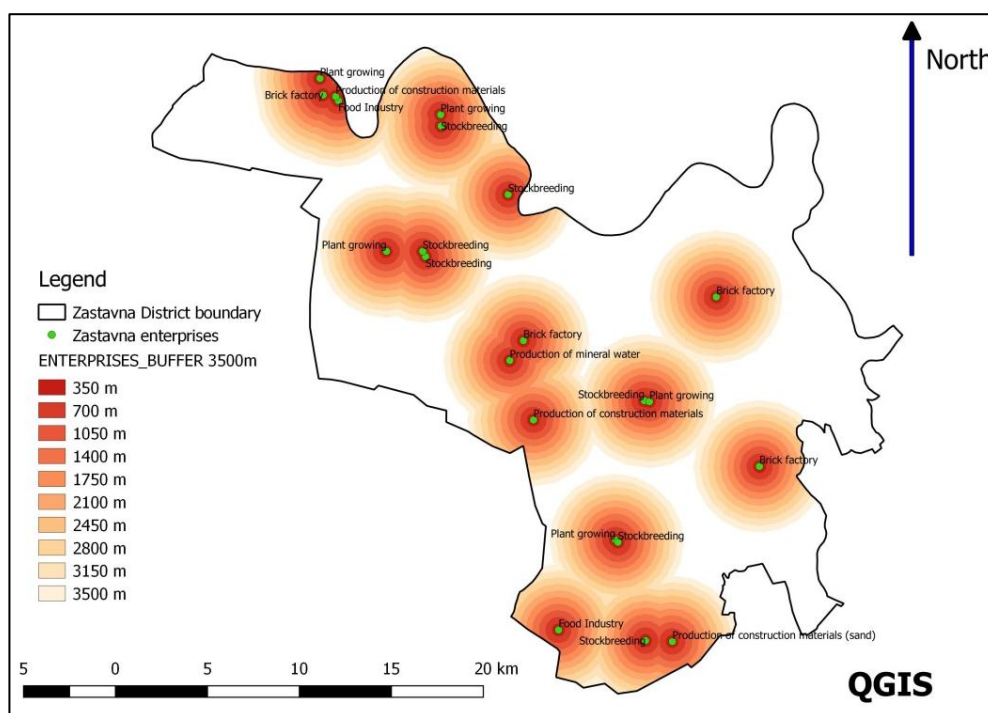 North
Plant growing
Brick factory
Production of construction materials
Food Industry
Plant growing
Stockbreeding
Stockbreeding
Plant growing
Stockbreeding
Stockbreeding
Brick factory
Brick factory
Production of mineral water
Stockbreeding
Plant growing
Production of construction materials
Brick factory
Plant growing
Stockbreeding
Food Industry
Stockbreeding
Production of construction materials (sand)
Legend
Zastavna District boundary
Zastavna enterprises
ENTERPRISES_BUFFER 3500m
350 m
700 m
1050 m
1400 m
1750 m
2100 m
2450 m
2800 m
3150 m
3500 m
5 0 5 10 15 20 km
QGIS